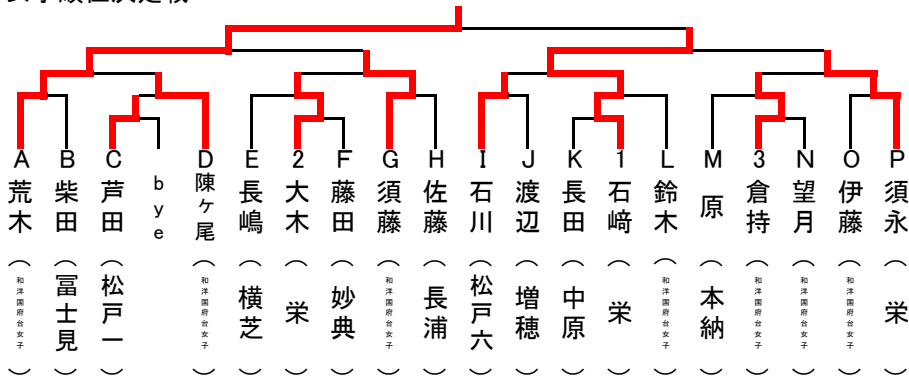 女子順位決定戦
A 荒木（和洋国府台女子）
B 柴田（冨士見）
C 芦田（松戸一）
bye
D 陳ヶ尾（和洋国府台女子）
E 長嶋（横芝）
2 大木（栄）
F 藤田（妙典）
G 須藤（和洋国府台女子）
H 佐藤（長浦）
I 石川（松戸六）
J 渡辺（増穂）
K 長田（中原）
1 石﨑（栄）
L 鈴木（和洋国府台女子）
M 原（本納）
3 倉持（和洋国府台女子）
N 望月（和洋国府台女子）
O 伊藤（和洋国府台女子）
P 須永（栄）